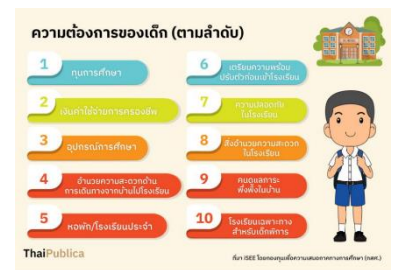 ความต้องการของเด็ก (ตามลำดับ)
1
ทุนการศึกษา
2
เงินค่าใช้จ่ายการครองชีพ
3
อุปกรณ์การศึกษา
4
อำนวยความสะดวกด้าน
การเดินทางจากบ้านไปโรงเรียน
5
หอพัก/โรงเรียนประจำ
6
เตรียมความพร้อม
ปรับตัวก่อนเข้าโรงเรียน
7
ความปลอดภัย
ในโรงเรียน
8
สิ่งอำนวยความสะดวก
ในโรงเรียน
9
คนดูแลภาระ
พึ่งพิงในบ้าน
10
โรงเรียนเฉพาะทาง
สำหรับเด็กพิการ
ThaiPublica
ที่มา iSEE โดยกองทุนเพื่อความเสมอภาคทางการศึกษา (กสศ.)